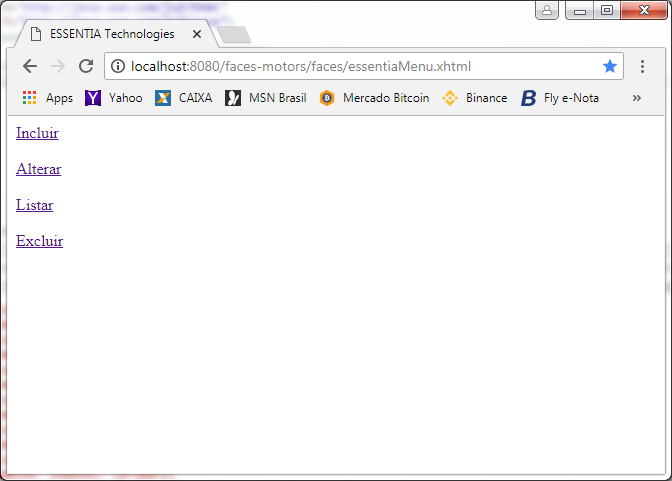 ESSENTIA Technologies
localhost:8080/faces-motors/faces/essentiaMenu.xhtml
Apps Yahoo CAIXA MSN Brasil Mercado Bitcoin Binance Fly e-Nota »
Incluir
Alterar
Listar
Excluir